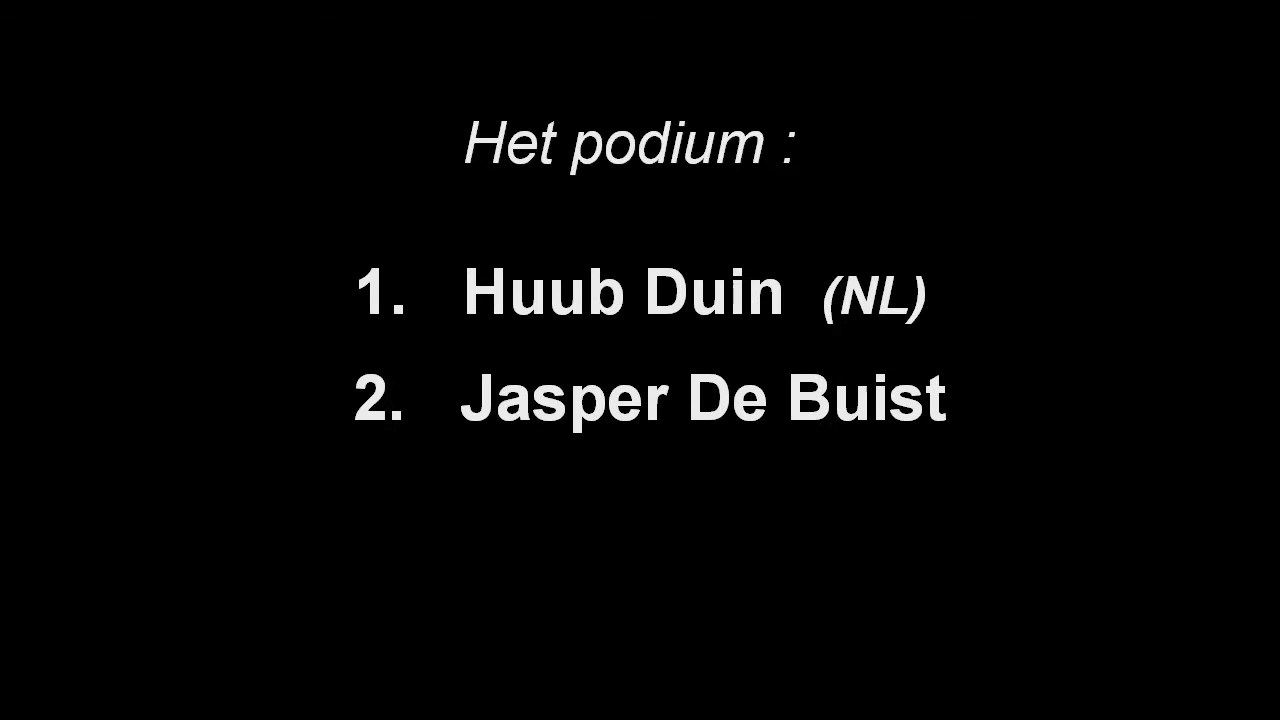 Het podium :
1. Huub Duin (NL)
2. Jasper De Buist